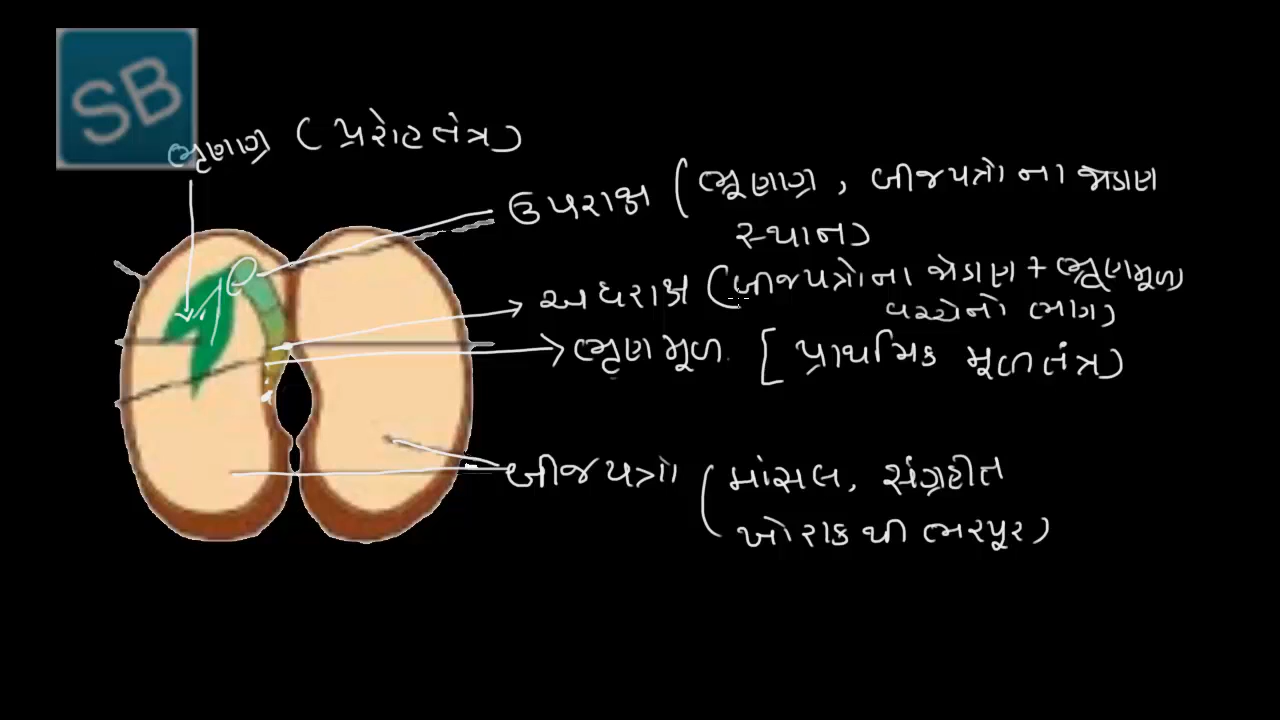 SB
ભ્રૂણાગ્ર (પ્રરોહતંત્ર)
ઉપરાક્ષ (ભ્રૂણાગ્ર, બીજપત્રોના જોડાણ
સ્થાન)
અધરાક્ષ (બીજપત્રોના જોડાણ + ભ્રૂણમૂળ
વચ્ચેનો ભાગ)
ભ્રૂણમૂળ. [પ્રાથમિક મૂળતંત્ર)
બીજપત્રો (માંસલ, સંગ્રહીત
ખોરાકથી ભરપૂર)